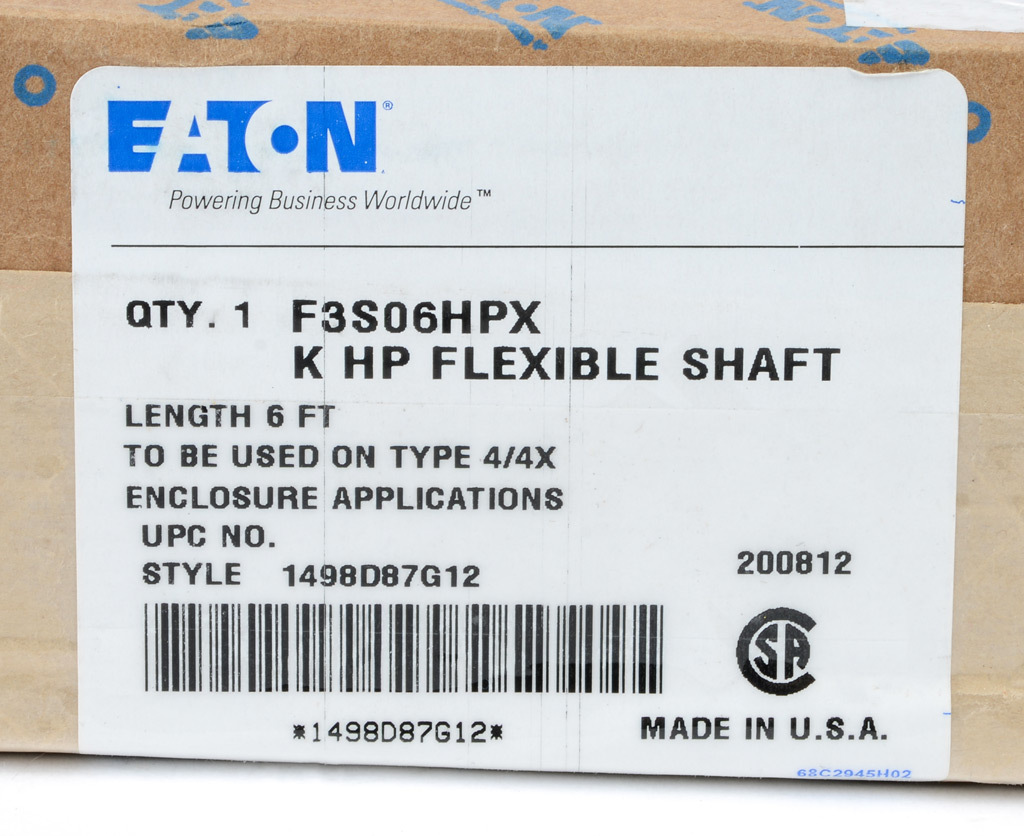 EATON®
Powering Business Worldwide™
QTY. 1 F3S06HPX
K HP FLEXIBLE SHAFT
LENGTH 6 FT
TO BE USED ON TYPE 4/4X
ENCLOSURE APPLICATIONS
UPC NO.
STYLE 1498D87G12
200812
CSA
*1498D87G12*
MADE IN U.S.A.
68C2945H02